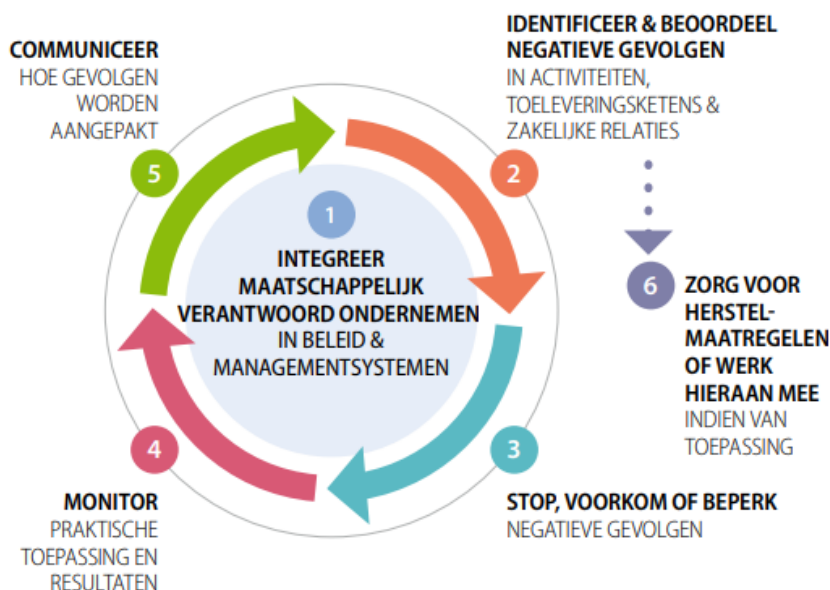 COMMUNICEER
HOE GEVOLGEN
WORDEN
AANGEPAKT
5
IDENTIFICEER & BEOORDEEL
NEGATIEVE GEVOLGEN
IN ACTIVITEITEN,
TOELEVERINGSKETENS &
ZAKELIJKE RELATIES
2
1
INTEGREER
MAATSCHAPPELIJK
VERANTWOORD ONDERNEMEN
IN BELEID &
MANAGEMENTSYSTEMEN
6
ZORG VOOR
HERSTEL-
MAATREGELEN
OF WERK
HIERAAN MEE
INDIEN VAN
TOEPASSING
4
MONITOR
PRAKTISCHE
TOEPASSING EN
RESULTATEN
3
STOP, VOORKOM OF BEPERK
NEGATIEVE GEVOLGEN